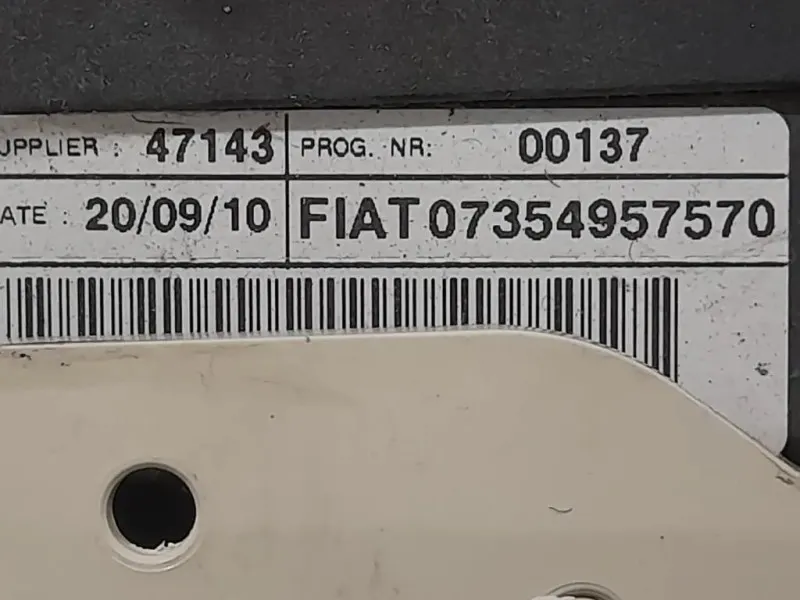 UPPLIER : 47143 PROG. NR: 00137
ATE : 20/09/10 FIAT 07354957570